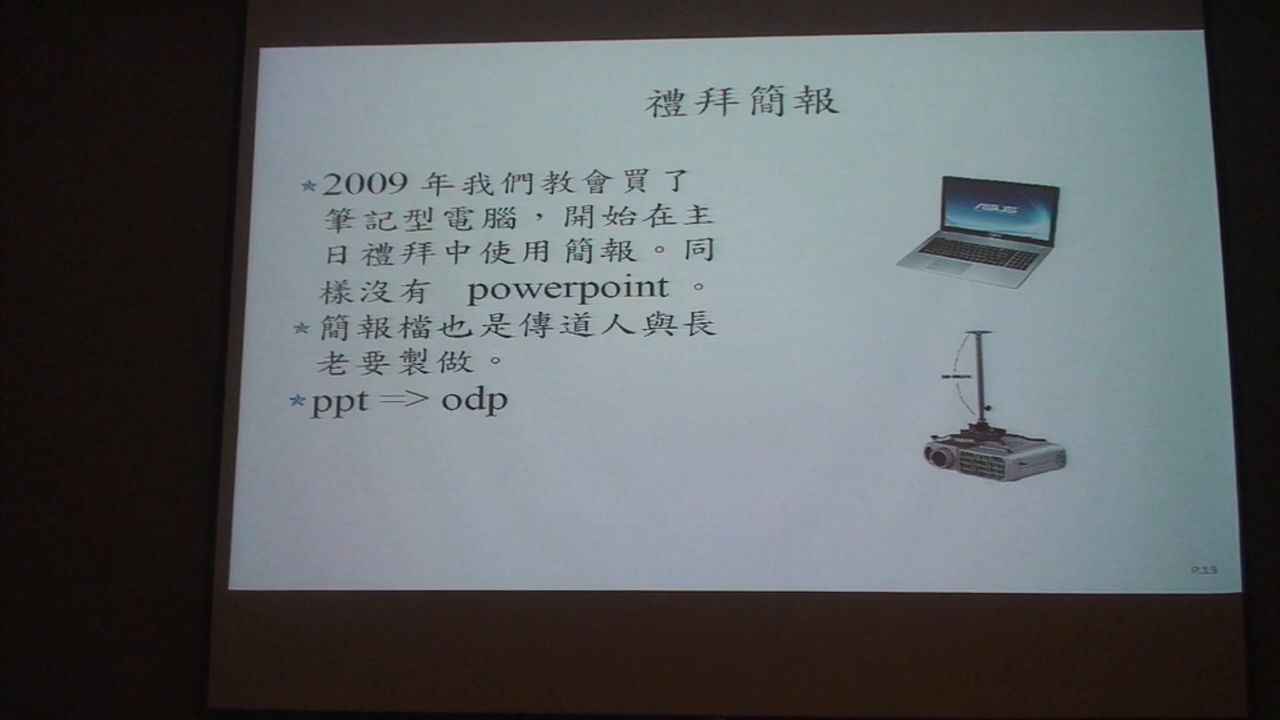 禮拜簡報
*2009 年我們教會買了
筆記型電腦，開始在主
日禮拜中使用簡報。同
樣沒有 powerpoint 。
*簡報檔也是傳道人與長
老要製做。
*ppt => odp
ASUS
P.13